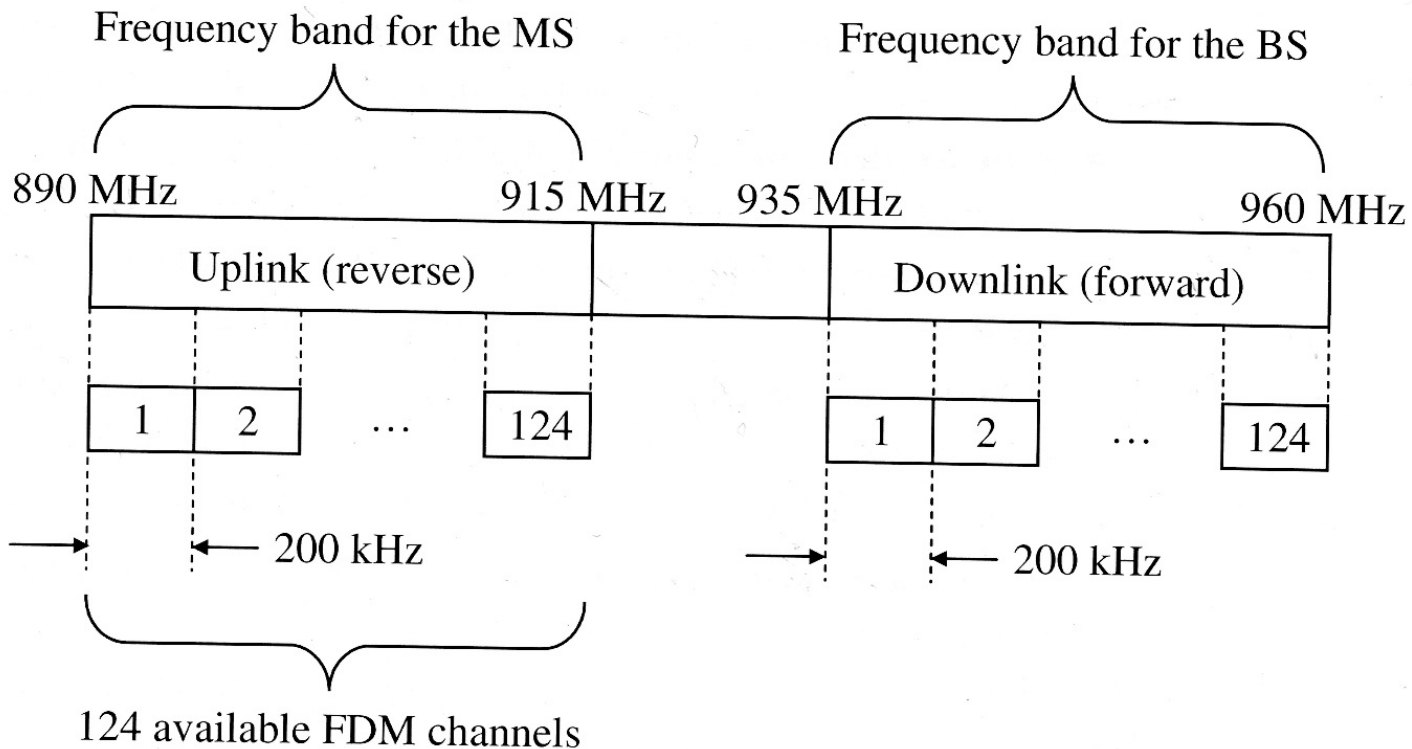 Frequency band for the MS
Frequency band for the BS
890 MHz
915 MHz
935 MHz
960 MHz
Uplink (reverse)
Downlink (forward)
1
2
...
124
1
2
...
124
200 kHz
200 kHz
124 available FDM channels